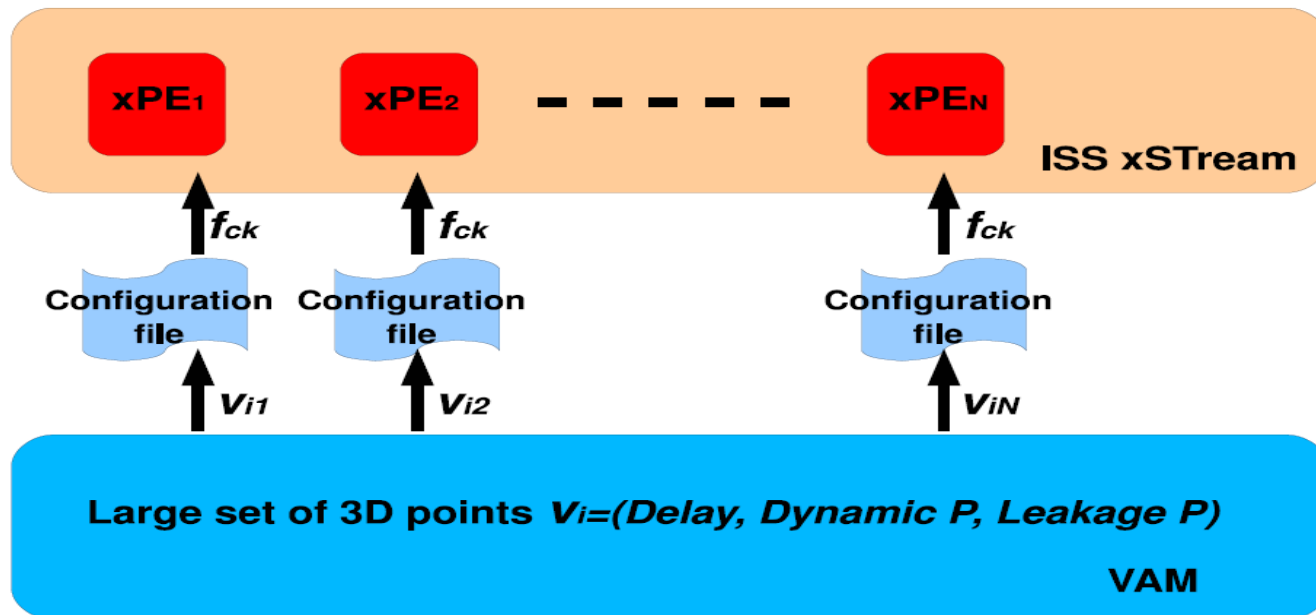 xPE1 xPE2 xPEN
ISS xSTream
fck fck fck
Configuration Configuration Configuration
file file file
vi1 vi2 viN
Large set of 3D points vi=(Delay, Dynamic P, Leakage P)
VAM